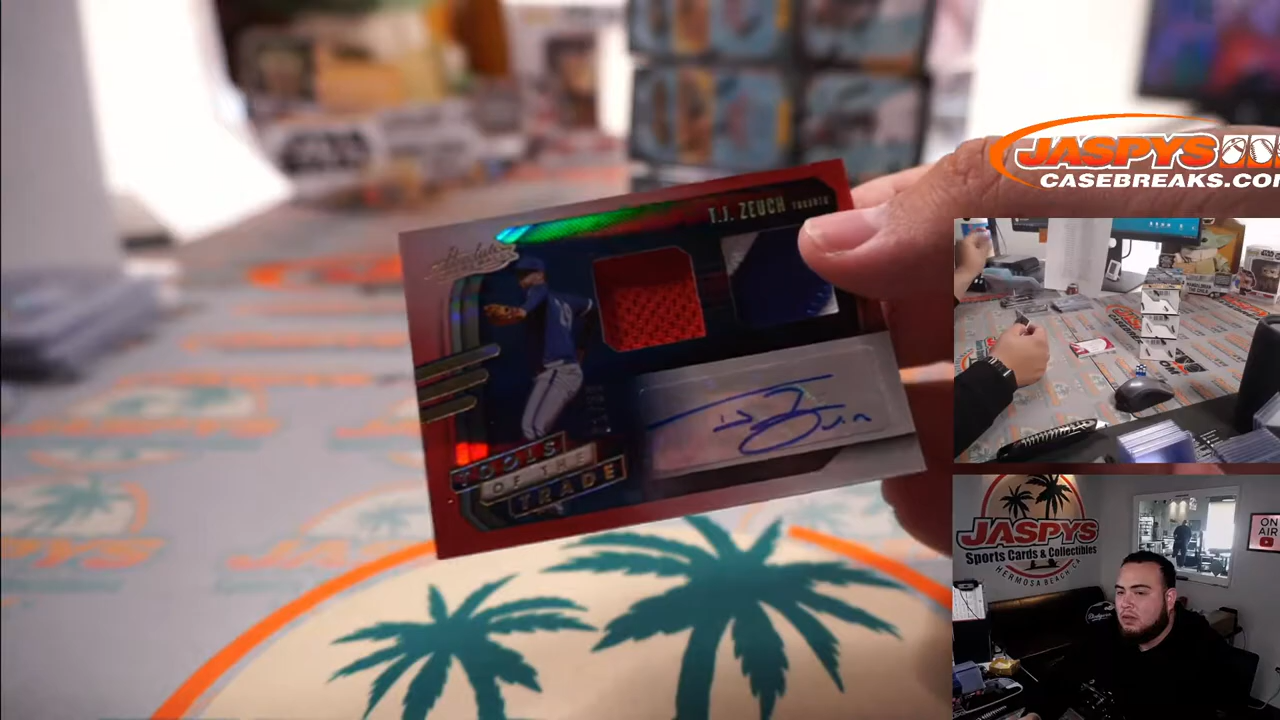 JASPYS
CASEBREAKS.CO
T.J. ZEUCH TORONTO
Absolute
TOOLS
OF THE
TRADE
JASPYS
Sports Cards & Collectibles
HERMOSA BEACH, CA
ON
AIR